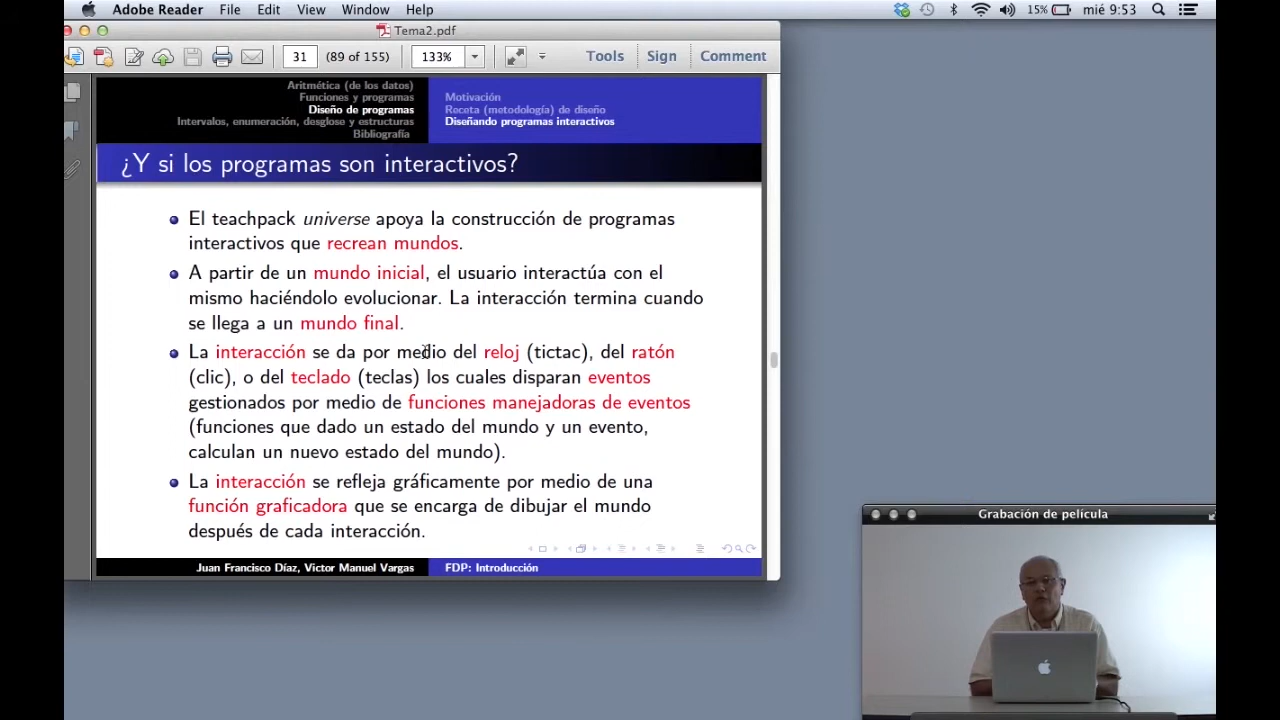 Adobe Reader File Edit View Window Help 15% mié 9:53
Tema2.pdf
31 (89 of 155) 133% Tools Sign Comment
Aritmética (de los datos)
Funciones y programas
Diseño de programas
Intervalos, enumeración, desglose y estructuras
Bibliografía
Motivación
Receta (metodología) de diseño
Diseñando programas interactivos
¿Y si los programas son interactivos?
El teachpack universe apoya la construcción de programas
interactivos que recrean mundos.
A partir de un mundo inicial, el usuario interactúa con el
mismo haciéndolo evolucionar. La interacción termina cuando
se llega a un mundo final.
La interacción se da por medio del reloj (tictac), del ratón
(clic), o del teclado (teclas) los cuales disparan eventos
gestionados por medio de funciones manejadoras de eventos
(funciones que dado un estado del mundo y un evento,
calculan un nuevo estado del mundo).
La interacción se refleja gráficamente por medio de una
función graficadora que se encarga de dibujar el mundo
después de cada interacción.
Juan Francisco Díaz, Victor Manuel Vargas
FDP: Introducción
Grabación de película